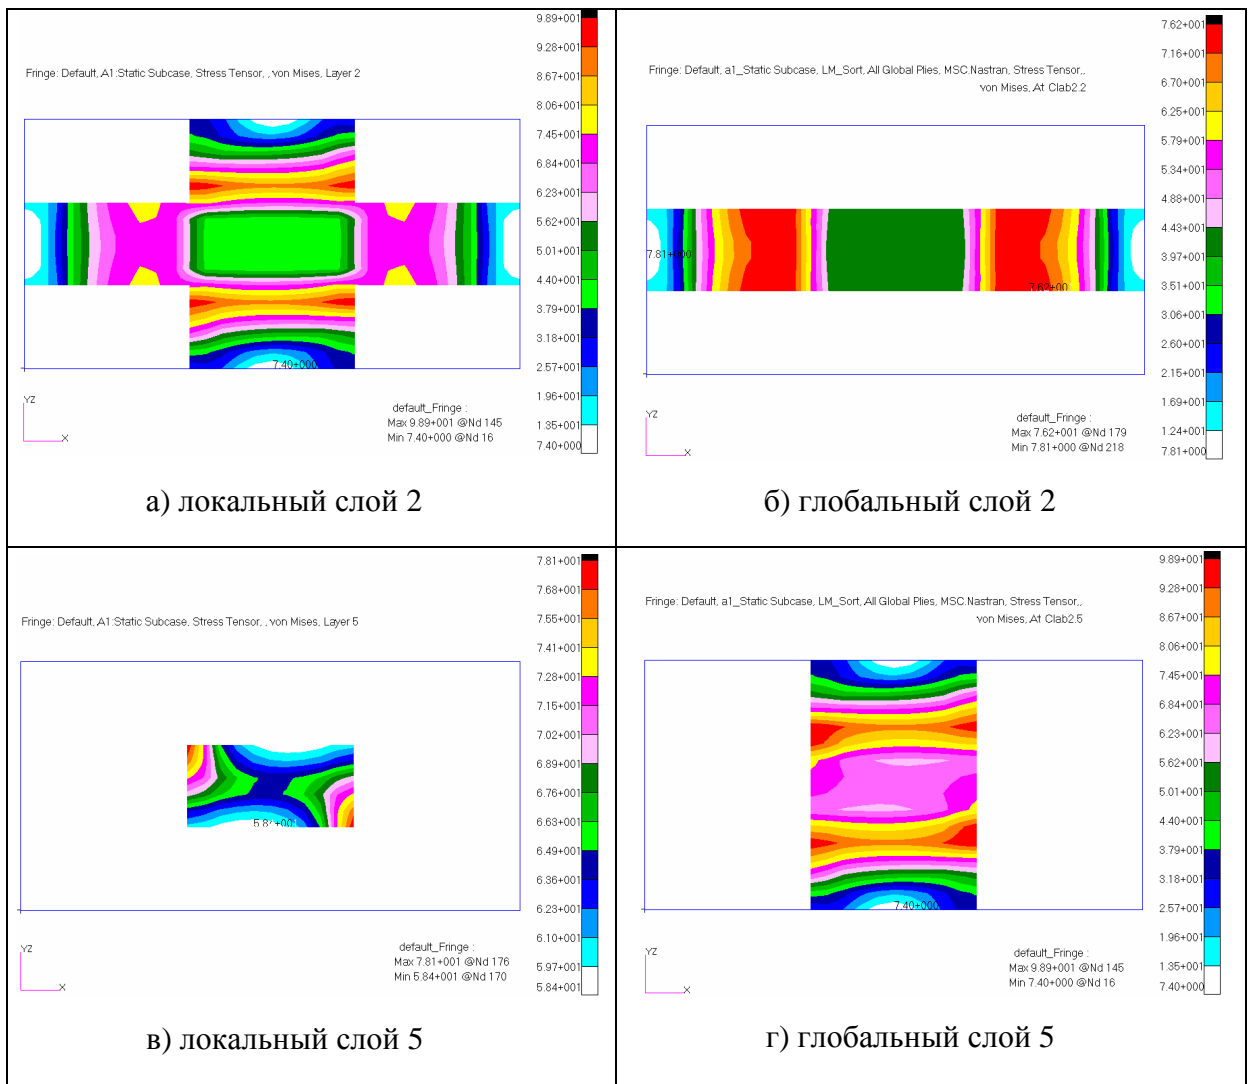 9.89+001
9.28+001
8.67+001
8.06+001
7.45+001
6.84+001
6.23+001
5.62+001
5.01+001
4.40+001
3.79+001
3.18+001
2.57+001
1.96+001
1.35+001
7.40+000
Fringe: Default, A1:Static Subcase, Stress Tensor, , von Mises, Layer 2
7.40+000
YZ
X
default_Fringe :
Max 9.89+001 @Nd 145
Min 7.40+000 @Nd 16
а) локальный слой 2
7.62+001
7.16+001
6.70+001
6.25+001
5.79+001
5.34+001
4.88+001
4.43+001
3.97+001
3.51+001
3.06+001
2.60+001
2.15+001
1.69+001
1.24+001
7.81+000
Fringe: Default, a1_Static Subcase, LM_Sort, All Global Plies, MSC.Nastran, Stress Tensor,,
von Mises, At Clab2.2
7.81+000
7.62+00
YZ
X
default_Fringe :
Max 7.62+001 @Nd 179
Min 7.81+000 @Nd 218
б) глобальный слой 2
7.81+001
7.68+001
7.55+001
7.41+001
7.28+001
7.15+001
7.02+001
6.89+001
6.76+001
6.63+001
6.49+001
6.36+001
6.23+001
6.10+001
5.97+001
5.84+001
Fringe: Default, A1:Static Subcase, Stress Tensor, , von Mises, Layer 5
5.84+001
YZ
X
default_Fringe :
Max 7.81+001 @Nd 176
Min 5.84+001 @Nd 170
в) локальный слой 5
9.89+001
9.28+001
8.67+001
8.06+001
7.45+001
6.84+001
6.23+001
5.62+001
5.01+001
4.40+001
3.79+001
3.18+001
2.57+001
1.96+001
1.35+001
7.40+000
Fringe: Default, a1_Static Subcase, LM_Sort, All Global Plies, MSC.Nastran, Stress Tensor,,
von Mises, At Clab2.5
7.40+000
YZ
X
default_Fringe :
Max 9.89+001 @Nd 145
Min 7.40+000 @Nd 16
г) глобальный слой 5